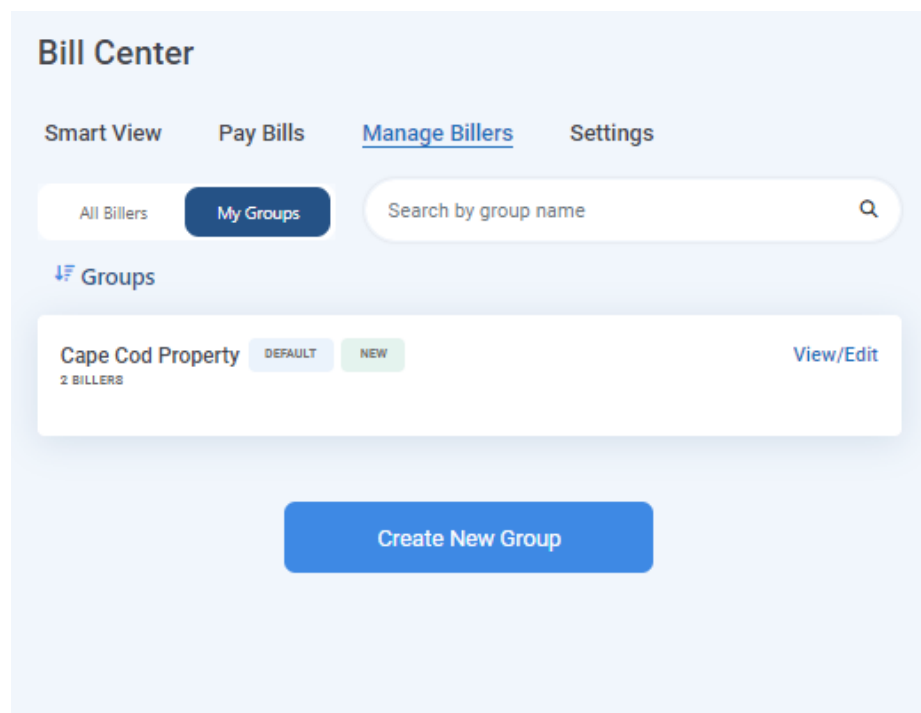 Bill Center
Smart View Pay Bills Manage Billers Settings
All Billers My Groups Search by group name
Groups
Cape Cod Property DEFAULT NEW View/Edit
2 BILLERS
Create New Group